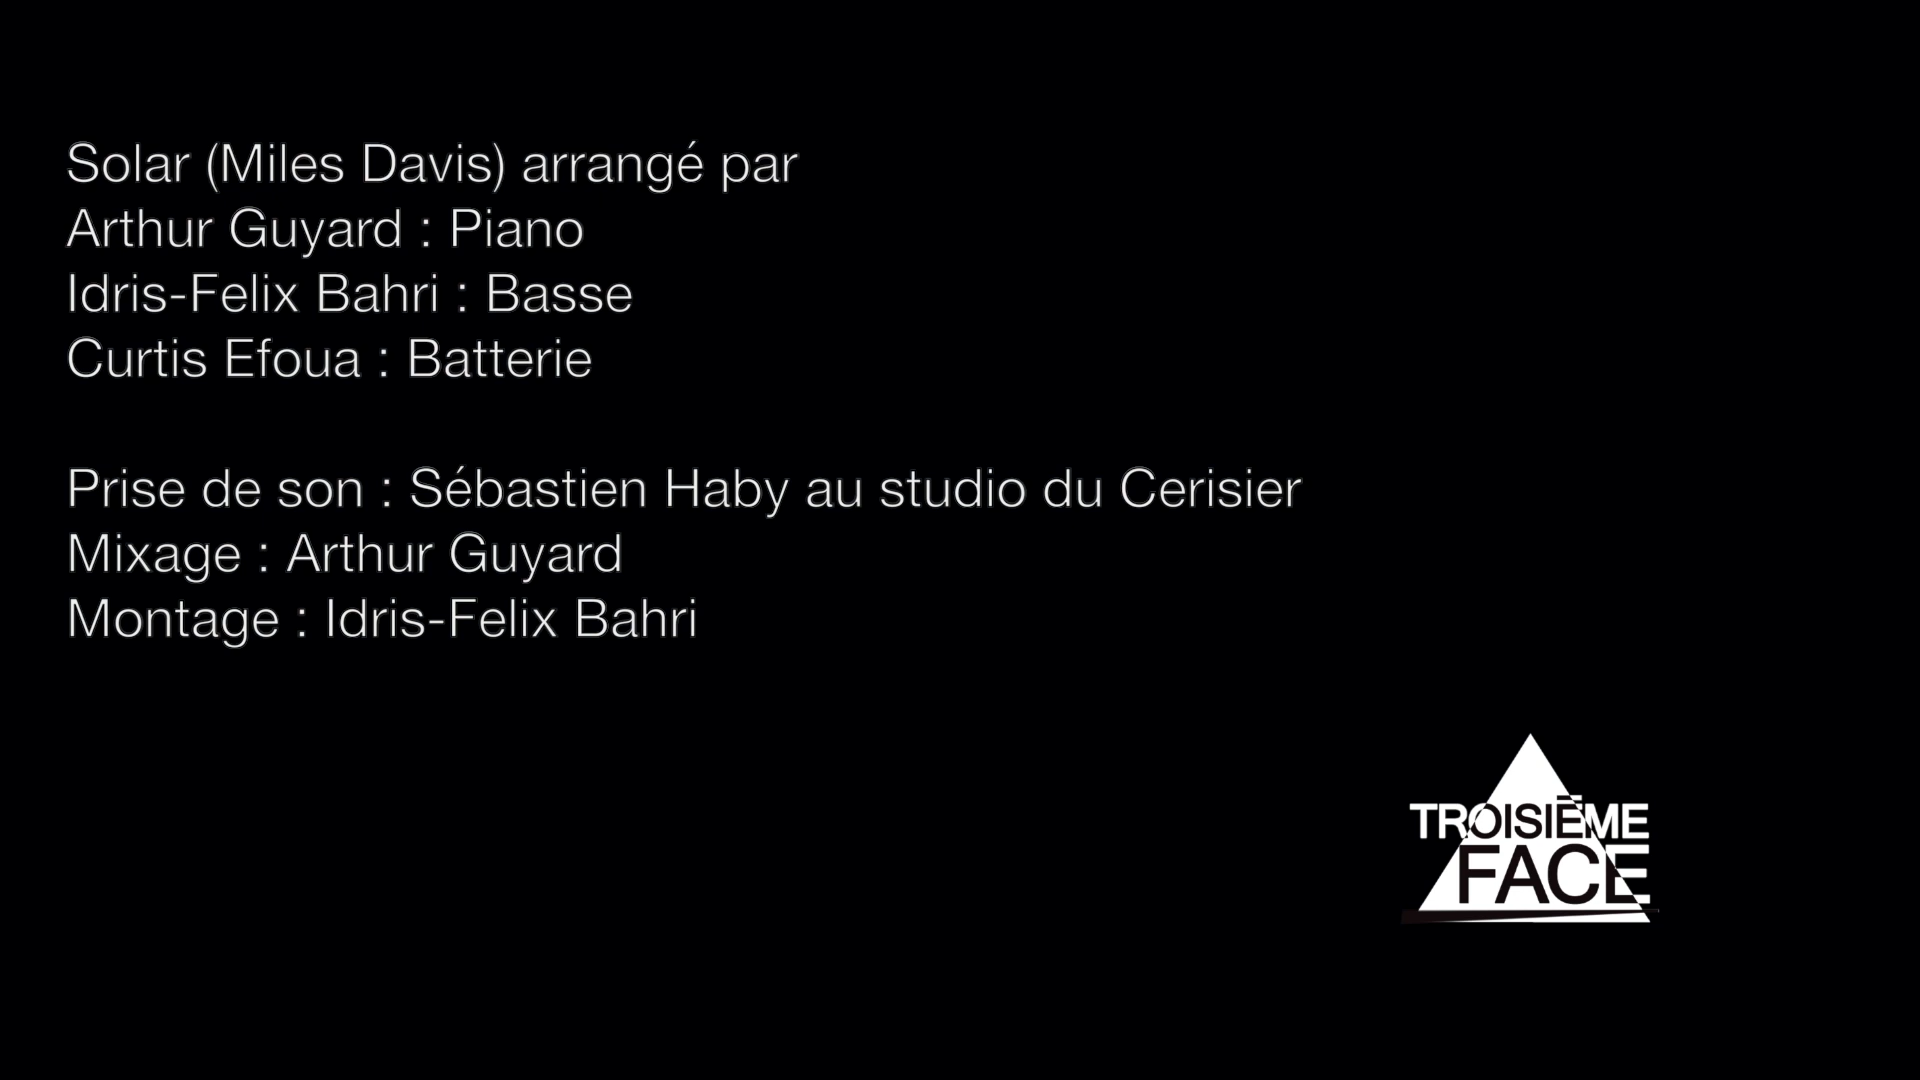 Solar (Miles Davis) arrangé par
Arthur Guyard : Piano
Idris-Felix Bahri : Basse
Curtis Efoua : Batterie
Prise de son : Sébastien Haby au studio du Cerisier
Mixage : Arthur Guyard
Montage : Idris-Felix Bahri
TROISIĒME
FACE